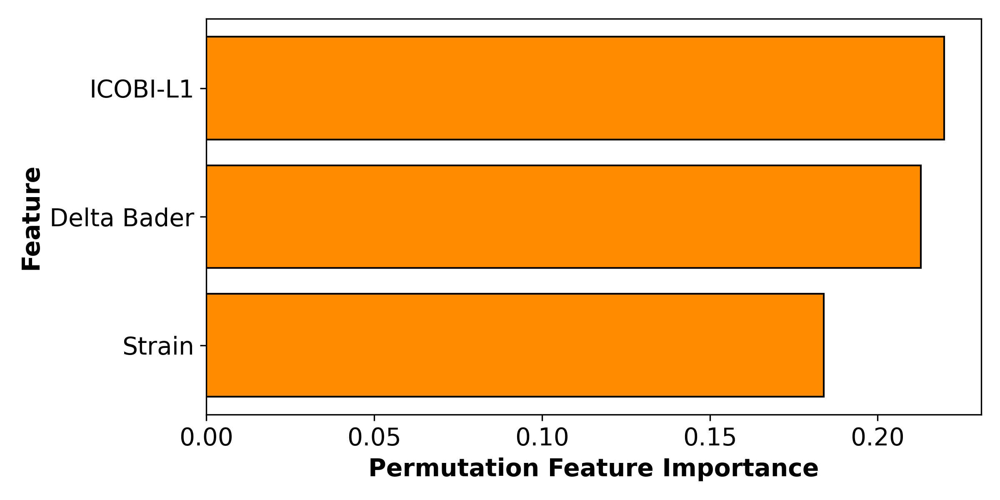 ICOBI-L1
Delta Bader
Strain
Feature
0.00 0.05 0.10 0.15 0.20
Permutation Feature Importance